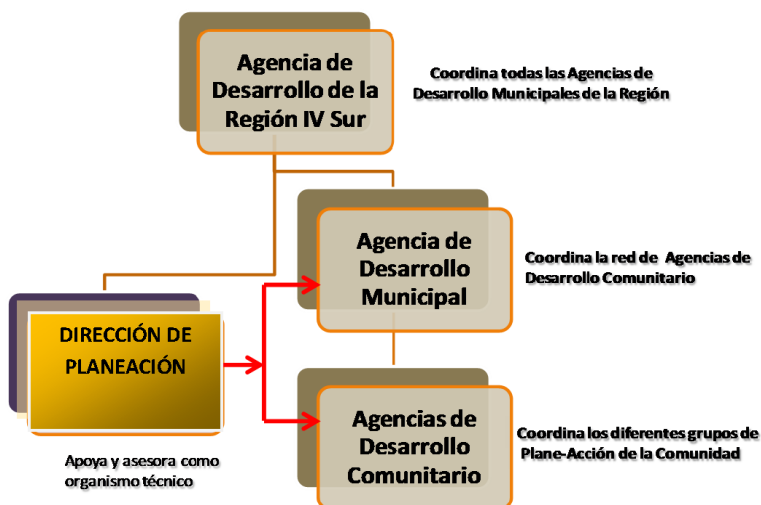 Agencia de
Desarrollo de la
Región IV Sur
Coordina todas las Agencias de
Desarrollo Municipales de la Región
Agencia de
Desarrollo
Municipal
Coordina la red de Agencias de
Desarrollo Comunitario
DIRECCIÓN DE
PLANEACIÓN
Apoya y asesora como
organismo técnico
Agencias de
Desarrollo
Comunitario
Coordina los diferentes grupos de
Plane-Acción de la Comunidad